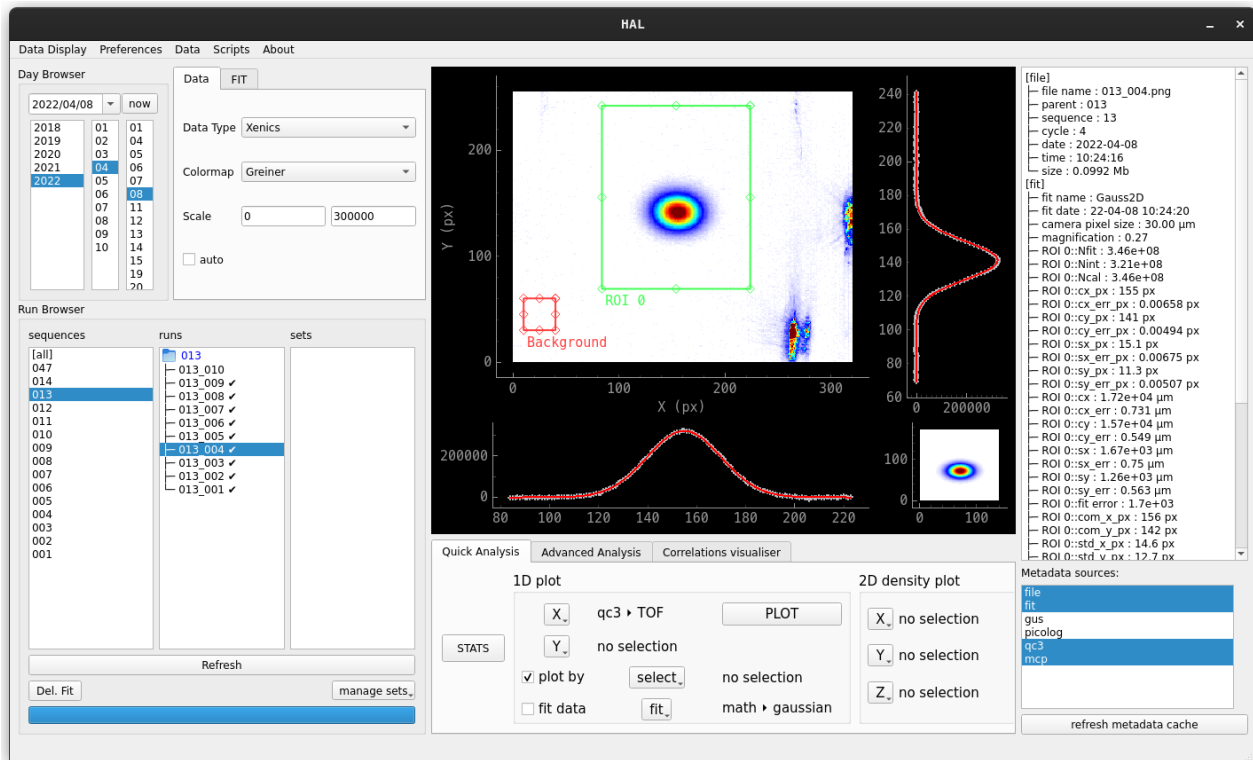 HAL
Data Display Preferences Data Scripts About
Day Browser
2022/04/08 now
2018 01 01
2019 02 04
2020 03 05
2021 04 06
2022 05 07
06 08
07 11
08 12
09 13
10 14
15
19
20
Data FIT
Data Type Xenics
Colormap Greiner
Scale 0 300000
auto
Run Browser
sequences runs sets
[all]
047
014
013
012
011
010
009
008
007
006
005
004
003
002
001
013
013_010
013_009 ✔
013_008 ✔
013_007 ✔
013_006 ✔
013_005 ✔
013_004 ✔
013_003 ✔
013_002 ✔
013_001 ✔
Refresh
Del. Fit manage sets
Y (px)
200
100
0
ROI 0
Background
0 100 200 300
X (px)
240
220
200
180
160
140
120
100
80
60
0 200000
200000
0
80 100 120 140 160 180 200 220
100
0
0 100
Quick Analysis Advanced Analysis Correlations visualiser
STATS
1D plot
X qc3 ‣ TOF PLOT
Y no selection
✔ plot by select no selection
fit data fit math ‣ gaussian
2D density plot
X no selection
Y no selection
Z no selection
[file]
file name : 013_004.png
parent : 013
sequence : 13
cycle : 4
date : 2022-04-08
time : 10:24:16
size : 0.0992 Mb
[fit]
fit name : Gauss2D
fit date : 22-04-08 10:24:20
camera pixel size : 30.00 µm
magnification : 0.27
ROI 0::Nfit : 3.46e+08
ROI 0::Nint : 3.21e+08
ROI 0::Ncal : 3.46e+08
ROI 0::cx_px : 155 px
ROI 0::cx_err_px : 0.00658 px
ROI 0::cy_px : 141 px
ROI 0::cy_err_px : 0.00494 px
ROI 0::sx_px : 15.1 px
ROI 0::sx_err_px : 0.00675 px
ROI 0::sy_px : 11.3 px
ROI 0::sy_err_px : 0.00507 px
ROI 0::cx : 1.72e+04 µm
ROI 0::cx_err : 0.731 µm
ROI 0::cy : 1.57e+04 µm
ROI 0::cy_err : 0.549 µm
ROI 0::sx : 1.67e+03 µm
ROI 0::sx_err : 0.75 µm
ROI 0::sy : 1.26e+03 µm
ROI 0::sy_err : 0.563 µm
ROI 0::fit error : 1.7e+03
ROI 0::com_x_px : 156 px
ROI 0::com_y_px : 142 px
ROI 0::std_x_px : 14.6 px
ROI 0::std_y_px : 12.7 px
Metadata sources:
file
fit
gus
picolog
qc3
mcp
refresh metadata cache